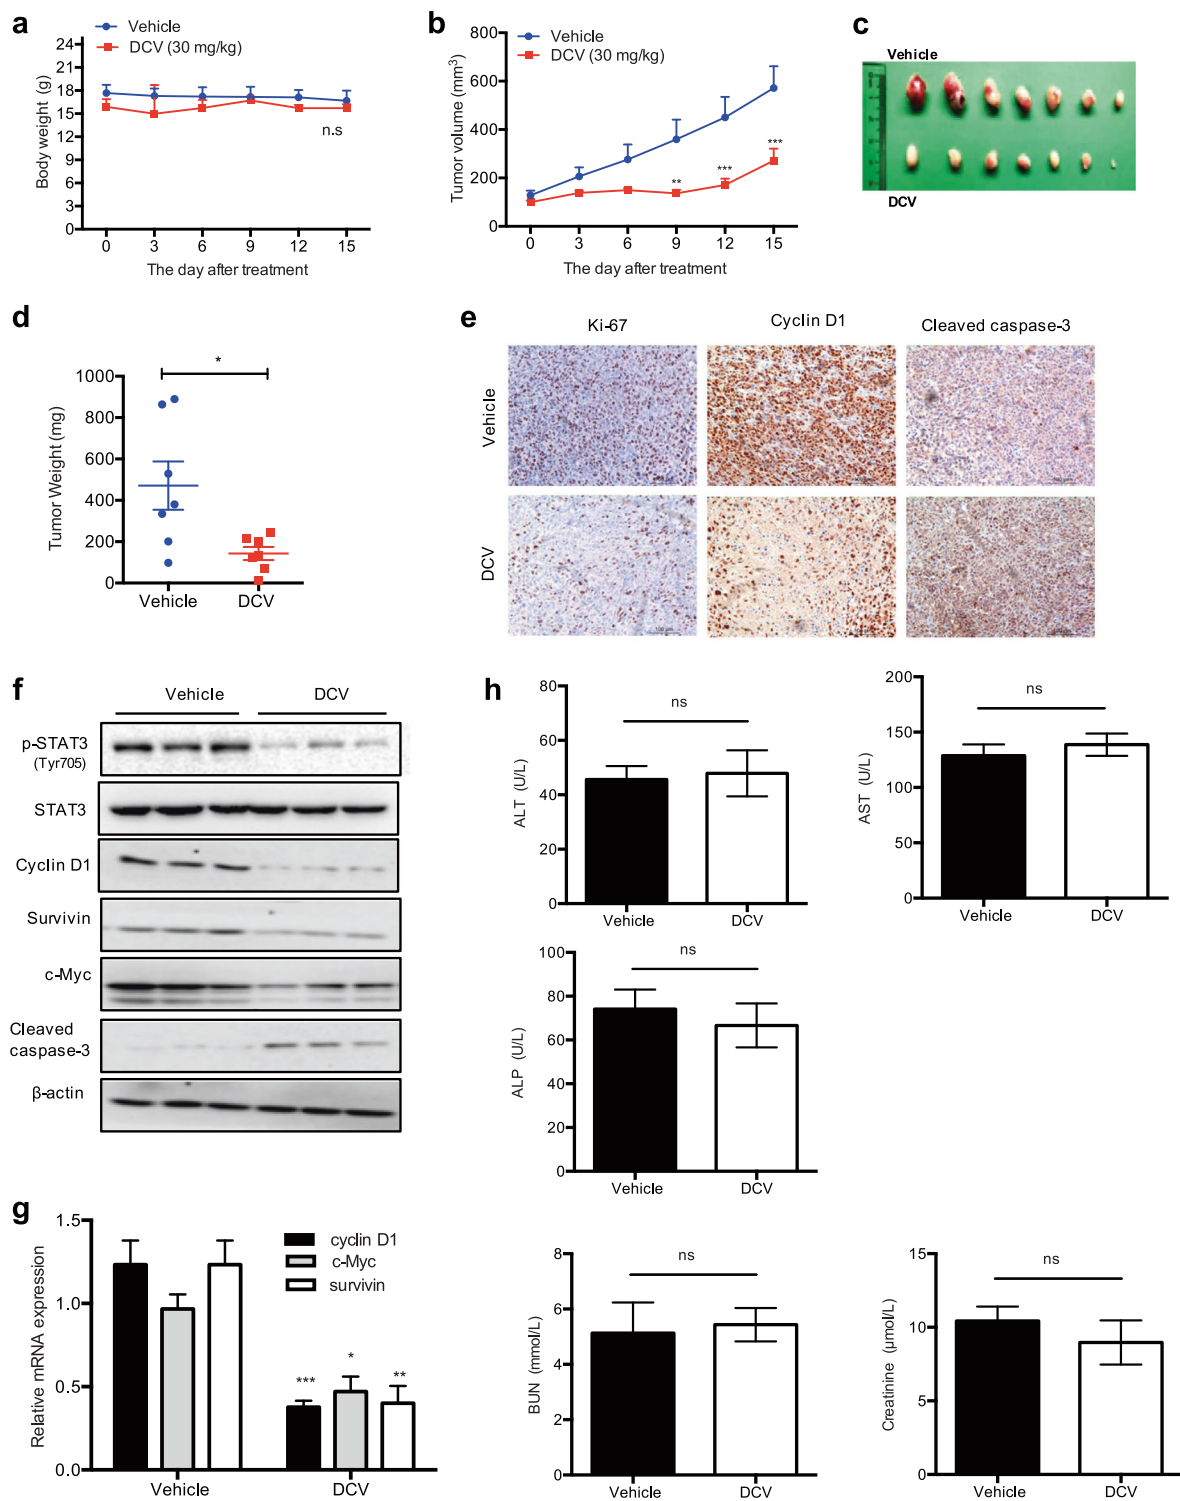 a
Vehicle
DCV (30 mg/kg)
Body weight (g)
24
21
18
15
12
9
6
3
0
n.s
0 3 6 9 12 15
The day after treatment
b
Vehicle
DCV (30 mg/kg)
Tumor volume (mm³)
800
600
400
200
0
** *** ***
0 3 6 9 12 15
The day after treatment
c
Vehicle
DCV
d
*
Tumor Weight (mg)
1000
800
600
400
200
0
Vehicle DCV
e
Ki-67 Cyclin D1 Cleaved caspase-3
Vehicle
DCV
f
Vehicle DCV
p-STAT3
(Tyr705)
STAT3
Cyclin D1
Survivin
c-Myc
Cleaved
caspase-3
β-actin
g
Relative mRNA expression
1.5
1.0
0.5
0.0
cyclin D1
c-Myc
survivin
*** * **
Vehicle DCV
h
ALT (U/L)
80
60
40
20
0
ns
Vehicle DCV
AST (U/L)
200
150
100
50
0
ns
Vehicle DCV
ALP (U/L)
100
80
60
40
20
0
ns
Vehicle DCV
BUN (mmol/L)
8
6
4
2
0
ns
Vehicle DCV
Creatinine (µmol/L)
15
10
5
0
ns
Vehicle DCV